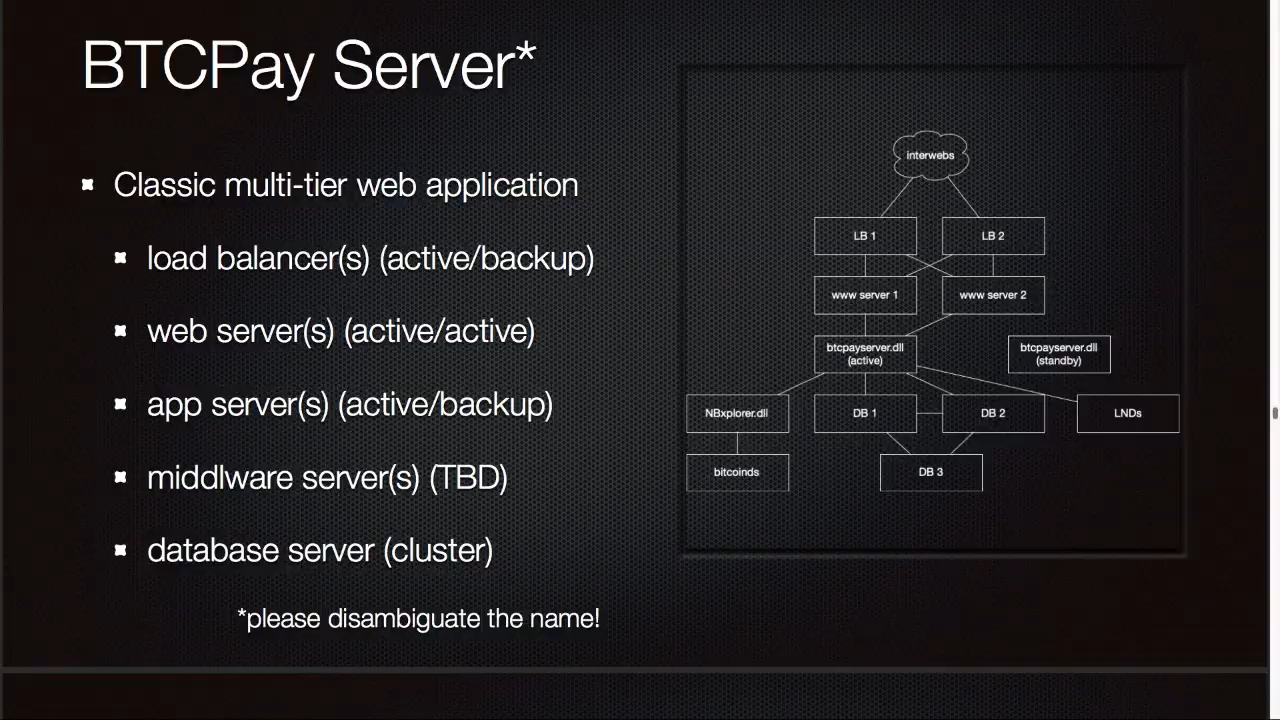 BTCPay Server*
Classic multi-tier web application
load balancer(s) (active/backup)
web server(s) (active/active)
app server(s) (active/backup)
middlware server(s) (TBD)
database server (cluster)
*please disambiguate the name!
interwebs
LB 1
LB 2
www server 1
www server 2
btcpayserver.dll
(active)
btcpayserver.dll
(standby)
NBxplorer.dll
DB 1
DB 2
LNDs
bitcoinds
DB 3